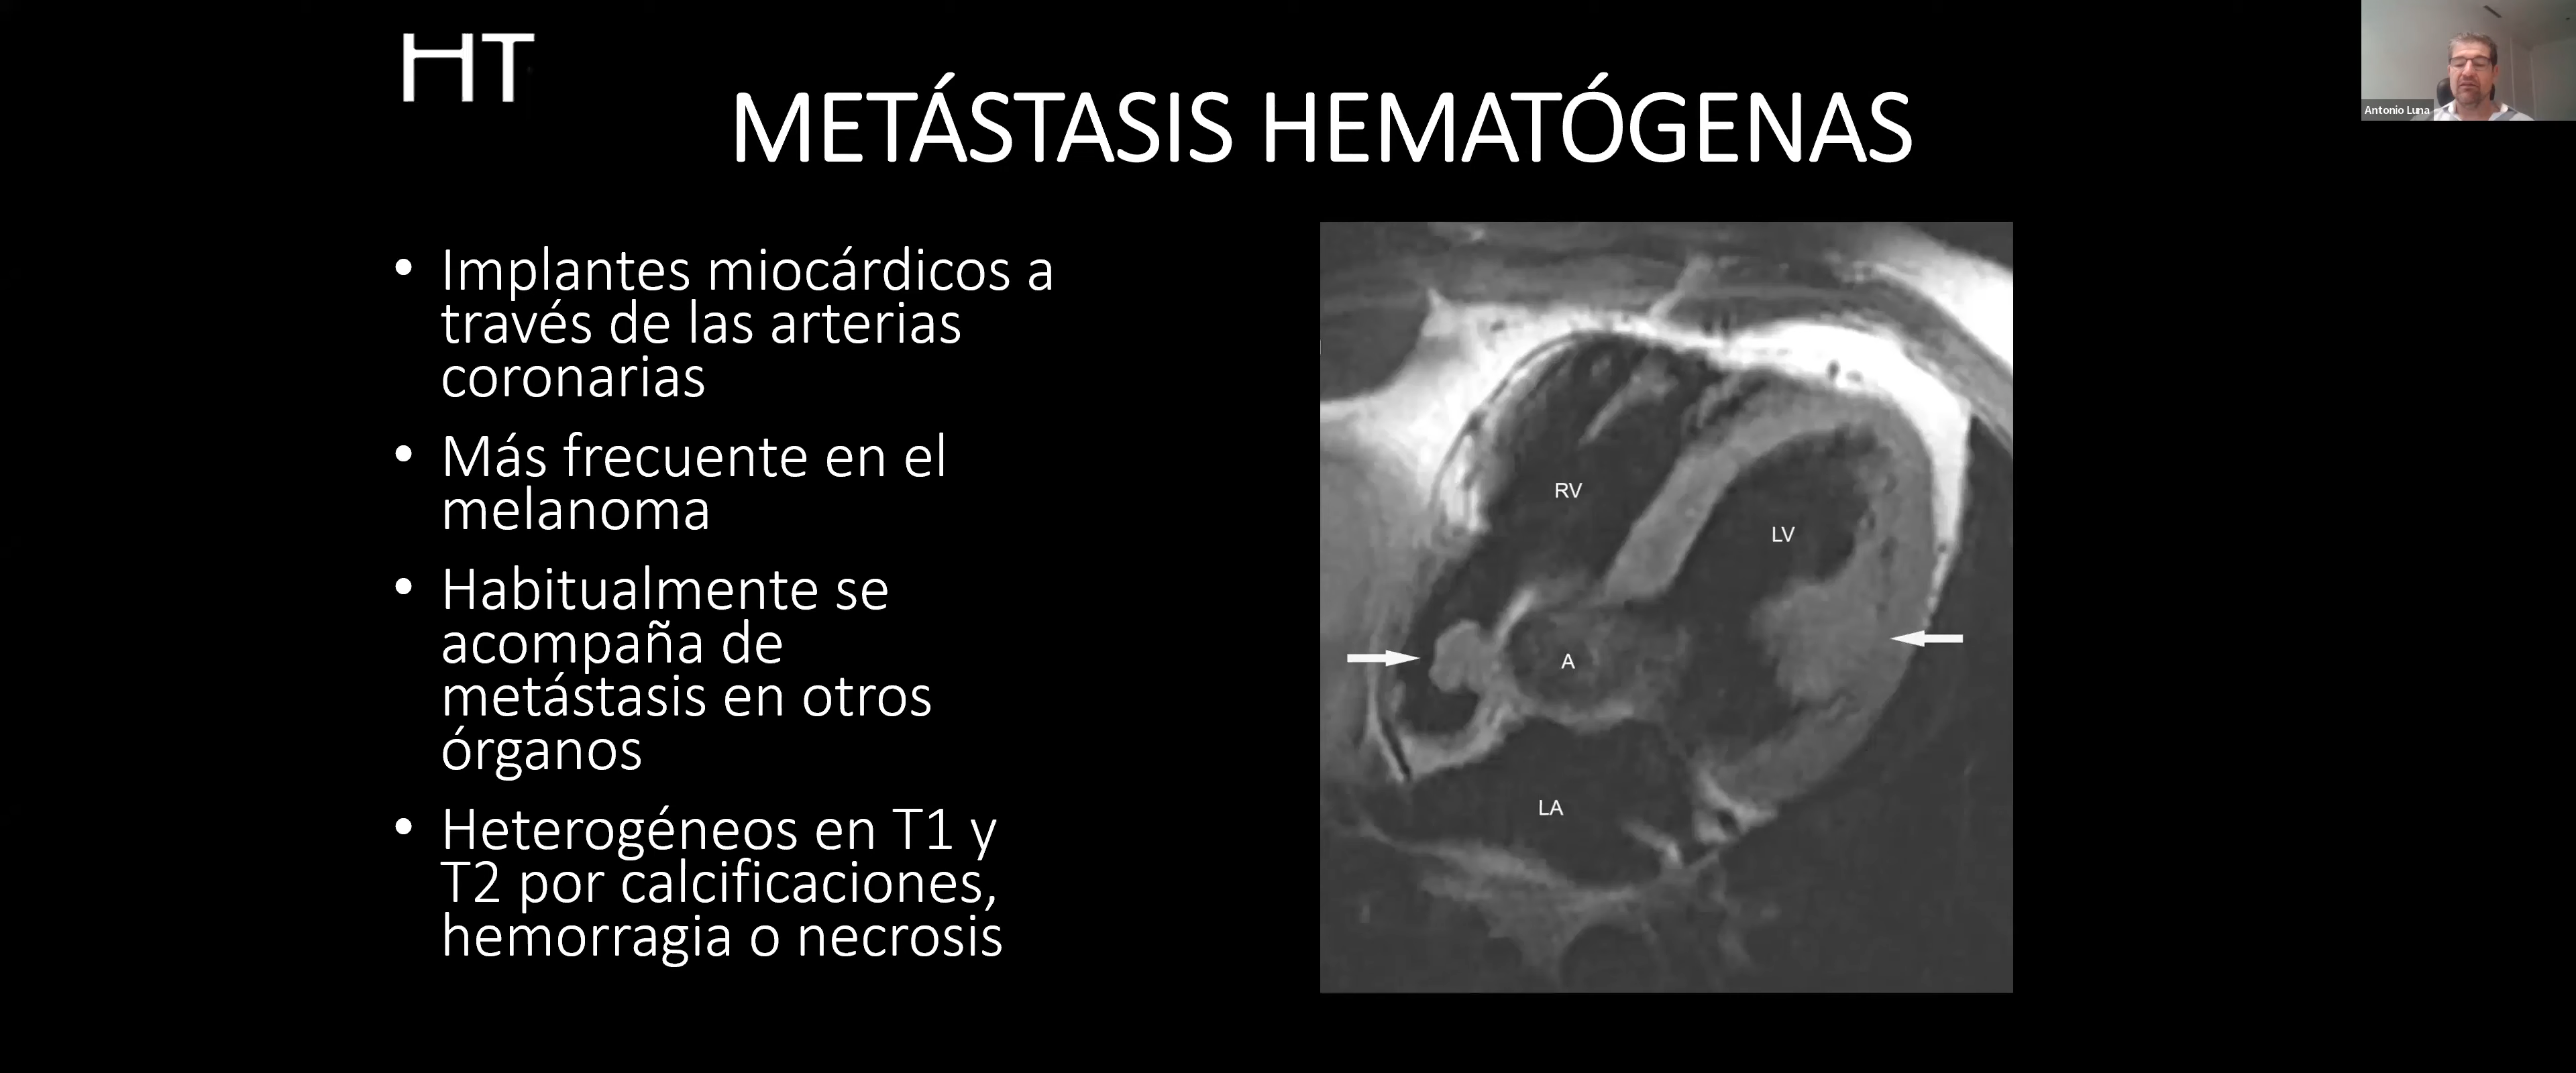 HT
METÁSTASIS HEMATÓGENAS
Antonio Luna
• Implantes miocárdicos a
través de las arterias
coronarias
• Más frecuente en el
melanoma
• Habitualmente se
acompaña de
metástasis en otros
órganos
• Heterogéneos en T1 y
T2 por calcificaciones,
hemorragia o necrosis
RV
LV
A
LA